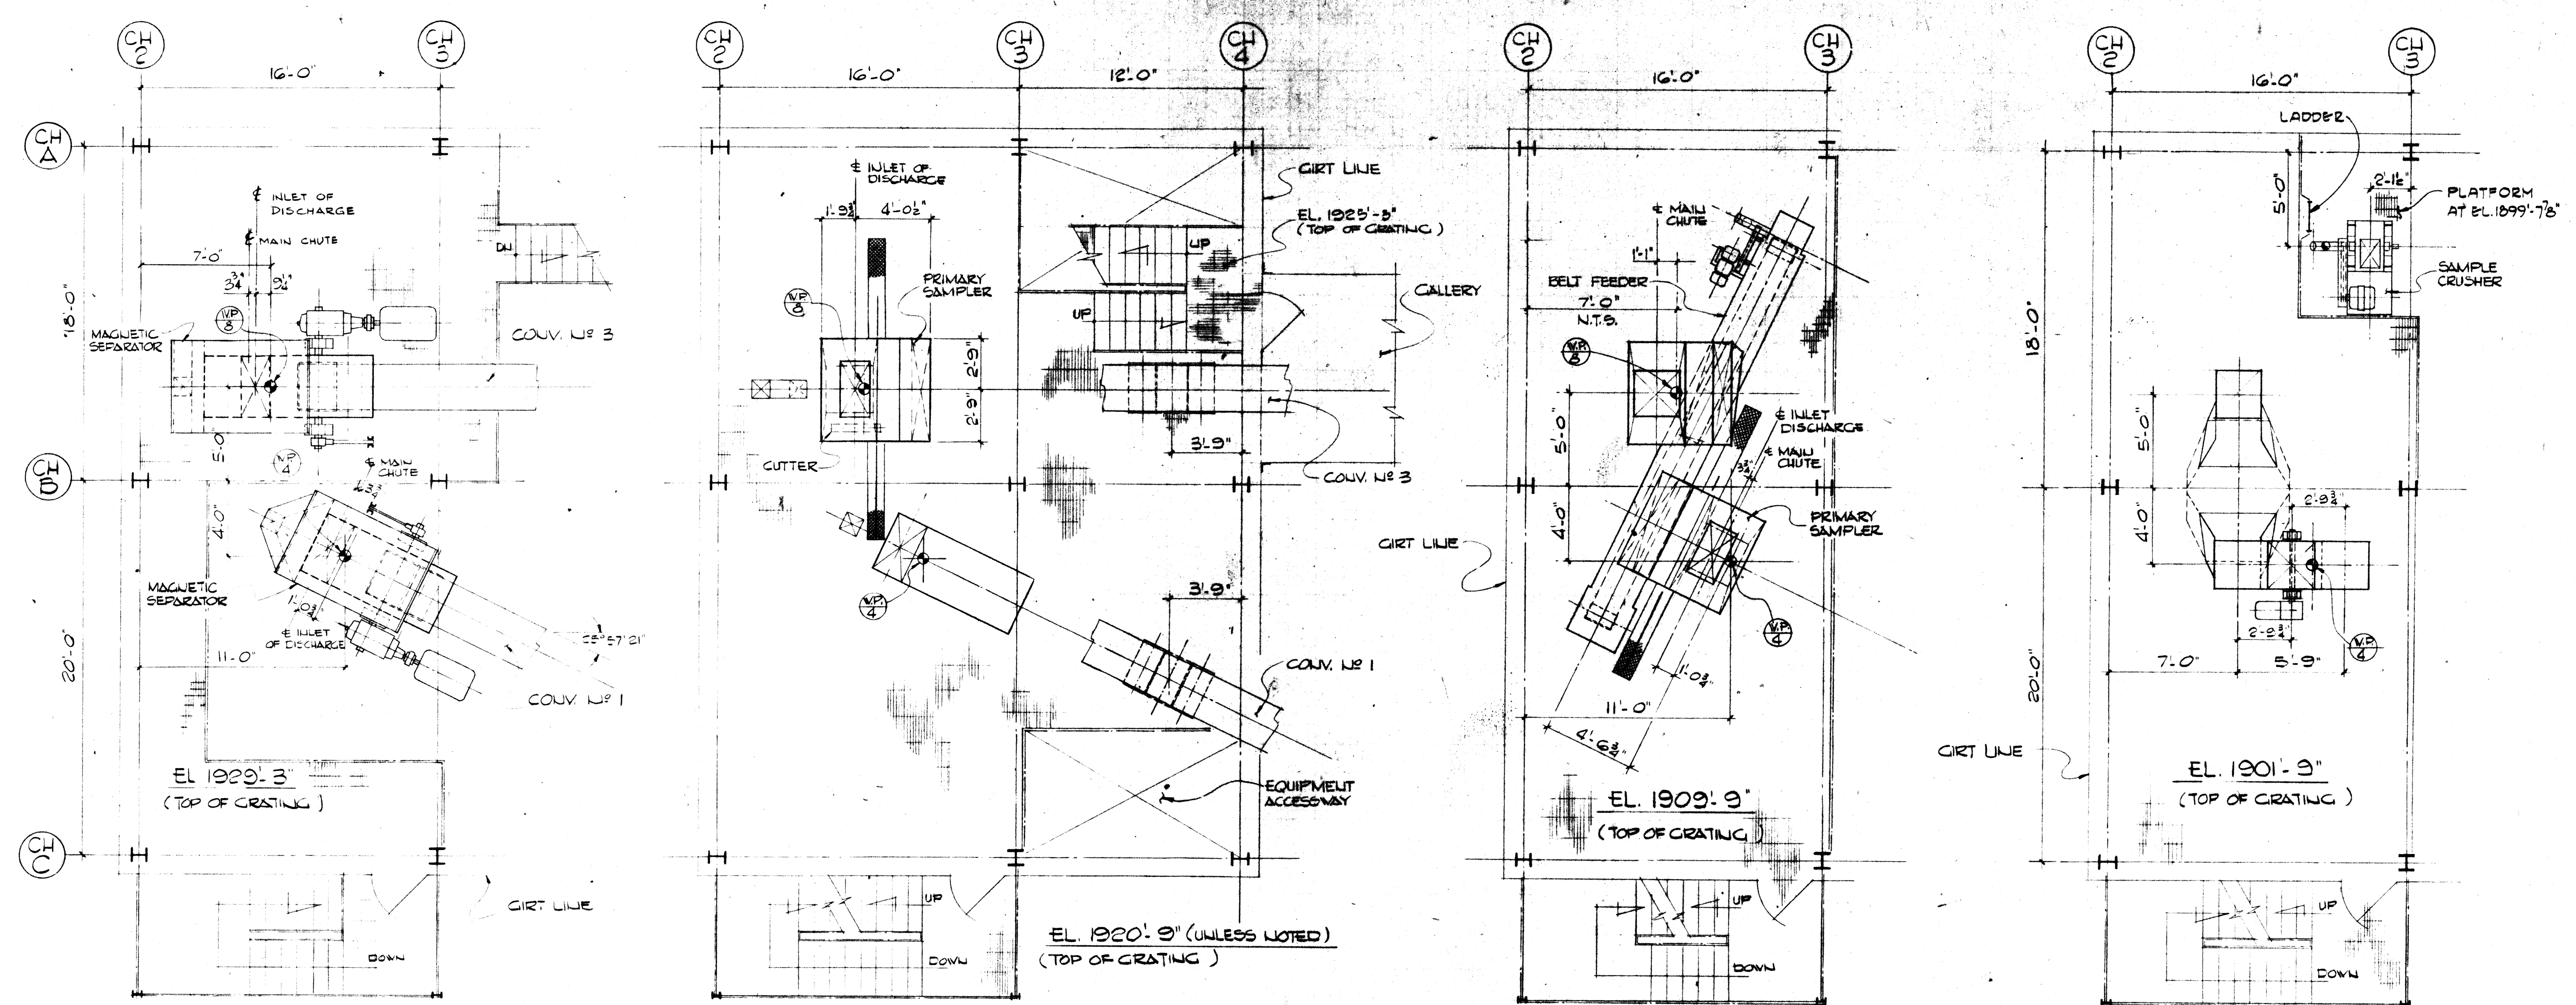 CH
2
CH
3
16'-0"
CH
A
℄ INLET OF
DISCHARGE
℄ MAIN CHUTE
7'-0"
3¾"
9¼"
W.P.
8
MAGNETIC
SEPARATOR
DN
CONV. Nº 3
18'-0"
5'-0"
W.P.
4
℄ MAIN
CHUTE
CH
B
4'-0"
MAGNETIC
SEPARATOR
1'-0¾"
℄ INLET
OF DISCHARGE
11'-0"
20'-0"
CONV. Nº 1
EL 1929'-3"
(TOP OF GRATING)
CH
C
GIRT LINE
DOWN
CH
2
CH
3
CH
4
16'-0"
12'-0"
℄ INLET OF
DISCHARGE
1'-9¾"
4'-0½"
GIRT LINE
EL. 1925'-3"
(TOP OF GRATING)
UP
PRIMARY
SAMPLER
W.P.
8
GALLERY
UP
2'-9"
2'-9"
3'-9"
CUTTER
CONV. Nº 3
W.P.
4
3'-9"
CONV. Nº 1
EQUIPMENT
ACCESSWAY
UP
DOWN
EL. 1920'-9" (UNLESS NOTED)
(TOP OF GRATING)
CH
2
CH
3
16'-0"
℄ MAIN
CHUTE
1'-1"
BELT FEEDER
7'-0"
N.T.S.
W.P.
8
5'-0"
℄ INLET
DISCHARGE
℄ MAIN
CHUTE
3¾"
4'-0"
PRIMARY
SAMPLER
GIRT LINE
W.P.
4
1'-0¾"
11'-0"
4'-6¾"
EL. 1909'-9"
(TOP OF GRATING)
UP
DOWN
CH
2
CH
3
16'-0"
LADDER
5'-0"
2'-1½"
PLATFORM
AT EL. 1899'-7⅞"
SAMPLE
CRUSHER
18'-0"
5'-0"
4'-0"
2'-9¾"
2'-9¾"
W.P.
4
7'-0"
5'-9"
20'-0"
GIRT LINE
EL. 1901'-9"
(TOP OF GRATING)
UP
DOWN